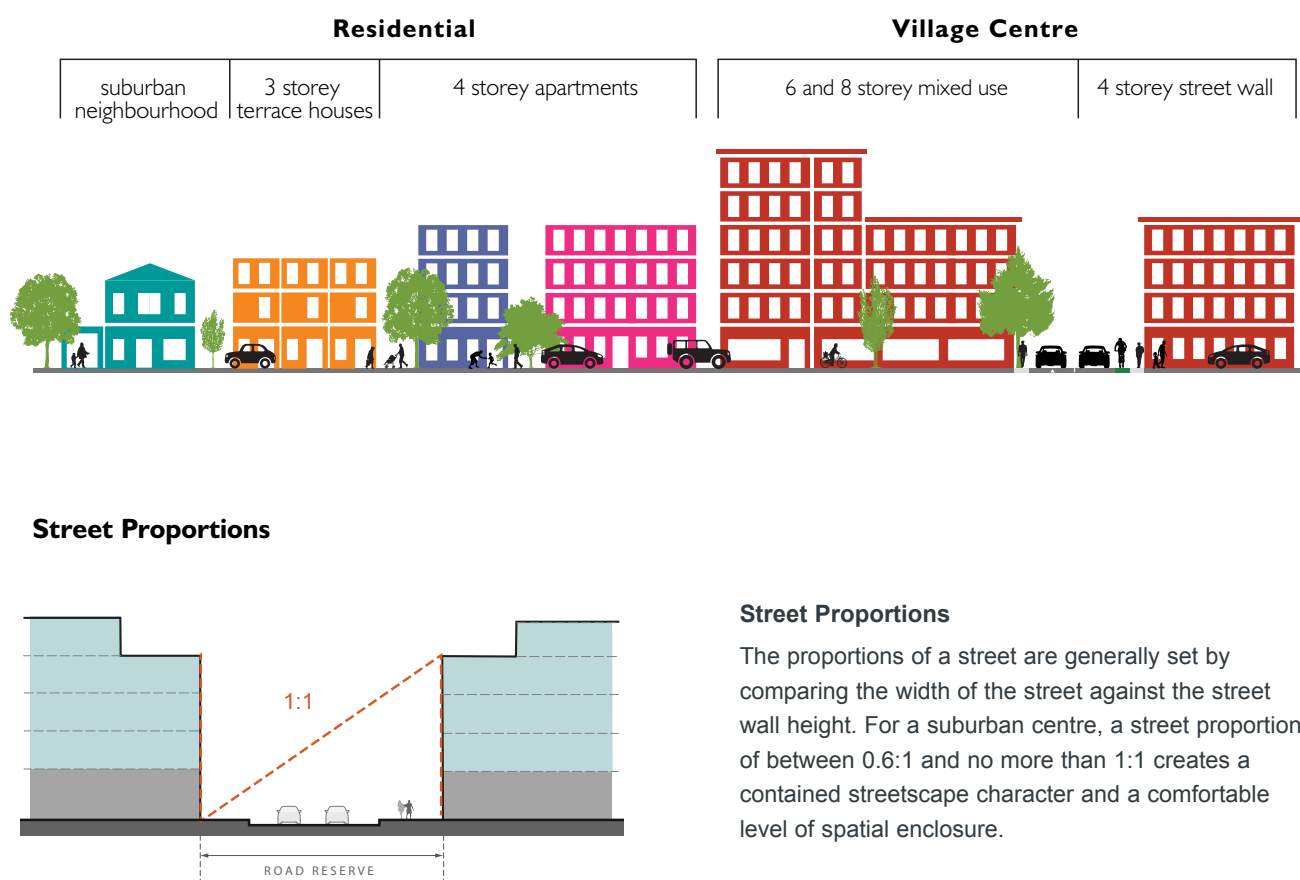 Residential
Village Centre
suburban
neighbourhood
3 storey
terrace houses
4 storey apartments
6 and 8 storey mixed use
4 storey street wall
Street Proportions
1:1
ROAD RESERVE
Street Proportions
The proportions of a street are generally set by
comparing the width of the street against the street
wall height. For a suburban centre, a street proportion
of between 0.6:1 and no more than 1:1 creates a
contained streetscape character and a comfortable
level of spatial enclosure.